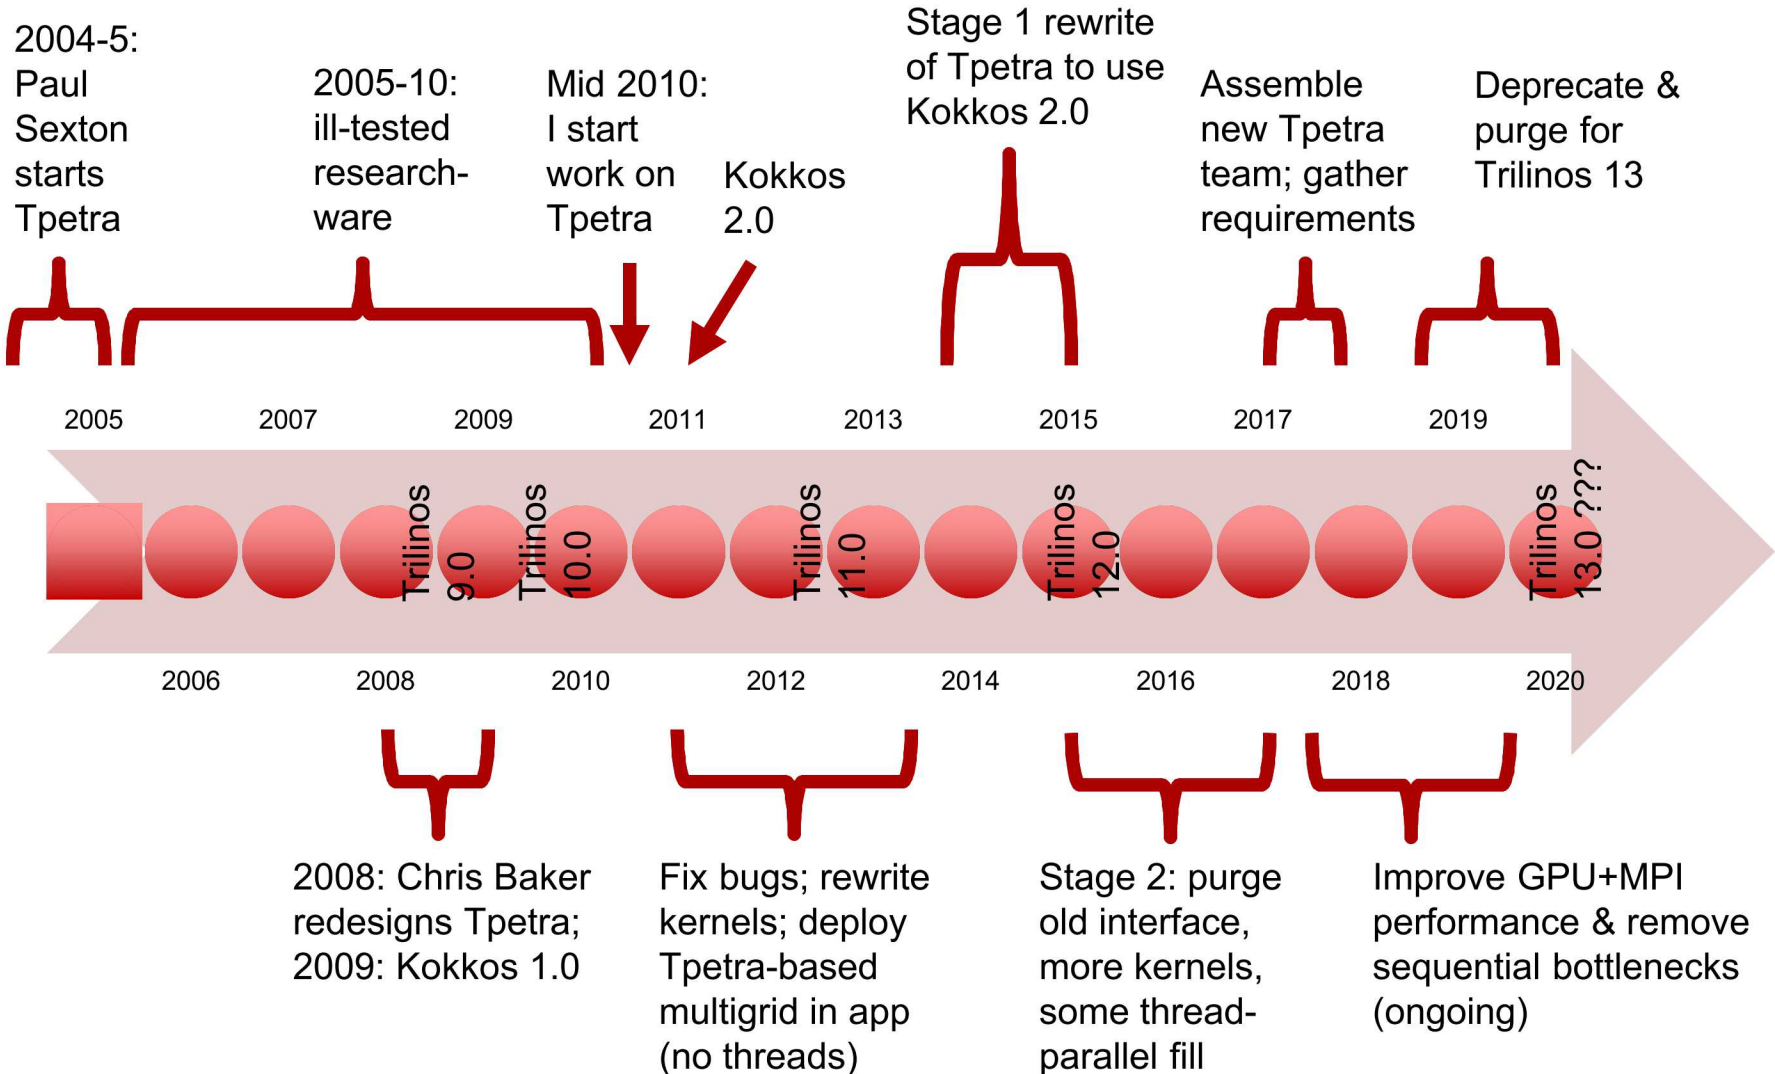 2004-5:
Paul
Sexton
starts
Tpetra
2005-10:
ill-tested
research-
ware
Mid 2010:
I start
work on
Tpetra
Kokkos
2.0
Stage 1 rewrite
of Tpetra to use
Kokkos 2.0
Assemble
new Tpetra
team; gather
requirements
Deprecate &
purge for
Trilinos 13
2005
2007
2009
2011
2013
2015
2017
2019
Trilinos
9.0
Trilinos
10.0
Trilinos
11.0
Trilinos
12.0
Trilinos
13.0 ???
2006
2008
2010
2012
2014
2016
2018
2020
2008: Chris Baker
redesigns Tpetra;
2009: Kokkos 1.0
Fix bugs; rewrite
kernels; deploy
Tpetra-based
multigrid in app
(no threads)
Stage 2: purge
old interface,
more kernels,
some thread-
parallel fill
Improve GPU+MPI
performance & remove
sequential bottlenecks
(ongoing)